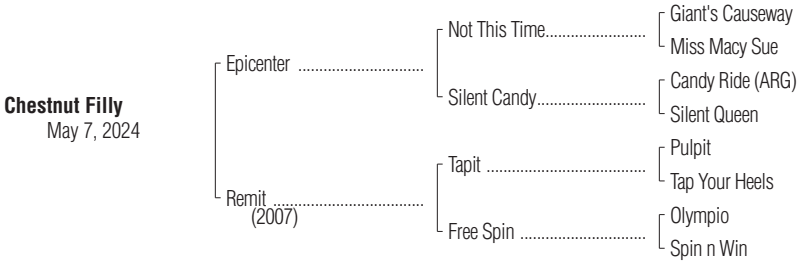 Giant's Causeway
Not This Time
Miss Macy Sue
Epicenter
Candy Ride (ARG)
Silent Candy
Silent Queen
Chestnut Filly
May 7, 2024
Pulpit
Tapit
Tap Your Heels
Remit
(2007)
Olympio
Free Spin
Spin n Win